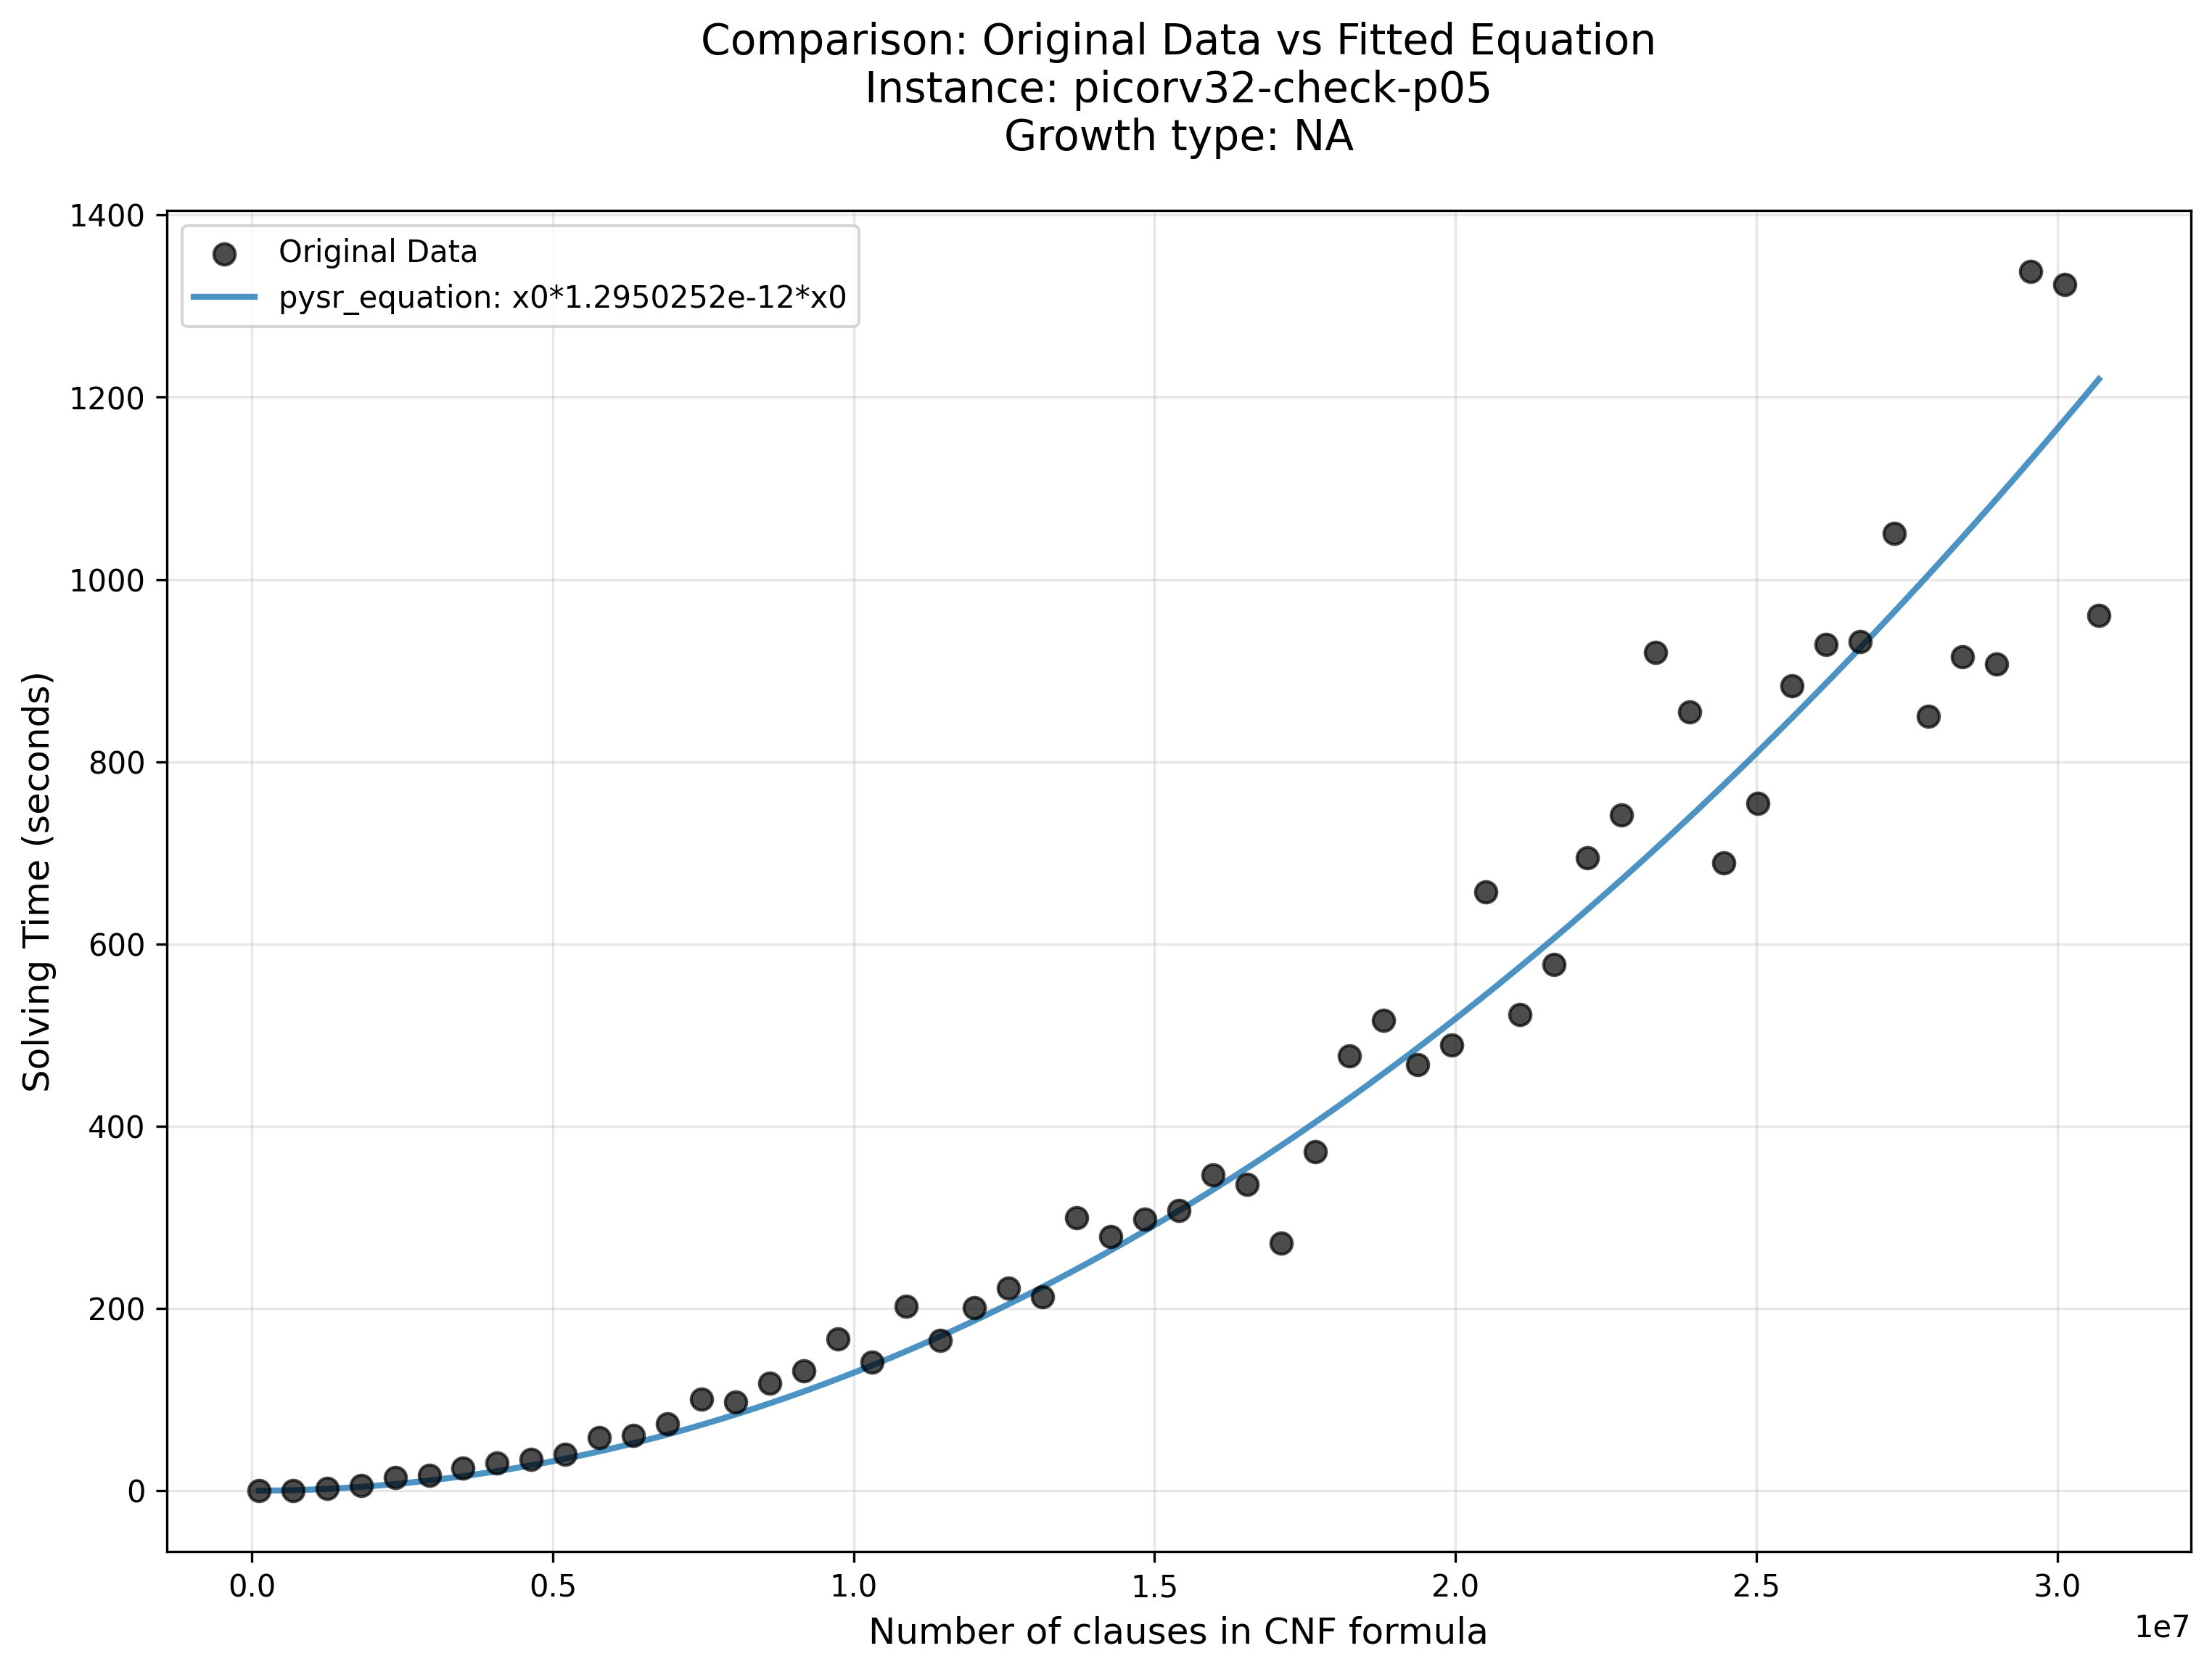 Comparison: Original Data vs Fitted Equation
Instance: picorv32-check-p05
Growth type: NA
Original Data
pysr_equation: x0*1.2950252e-12*x0
Solving Time (seconds)
1400
1200
1000
800
600
400
200
0
0.0 0.5 1.0 1.5 2.0 2.5 3.0
1e7
Number of clauses in CNF formula